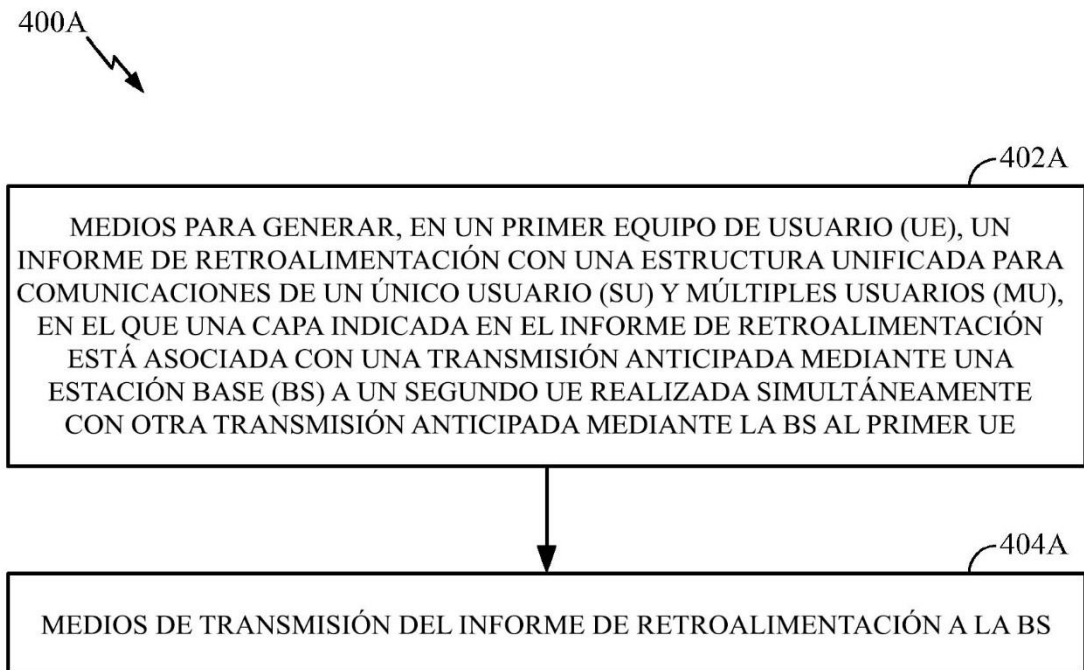 400A
402A
MEDIOS PARA GENERAR, EN UN PRIMER EQUIPO DE USUARIO (UE), UN
INFORME DE RETROALIMENTACIÓN CON UNA ESTRUCTURA UNIFICADA PARA
COMUNICACIONES DE UN ÚNICO USUARIO (SU) Y MÚLTIPLES USUARIOS (MU),
EN EL QUE UNA CAPA INDICADA EN EL INFORME DE RETROALIMENTACIÓN
ESTÁ ASOCIADA CON UNA TRANSMISIÓN ANTICIPADA MEDIANTE UNA
ESTACIÓN BASE (BS) A UN SEGUNDO UE REALIZADA SIMULTÁNEAMENTE
CON OTRA TRANSMISIÓN ANTICIPADA MEDIANTE LA BS AL PRIMER UE
404A
MEDIOS DE TRANSMISIÓN DEL INFORME DE RETROALIMENTACIÓN A LA BS